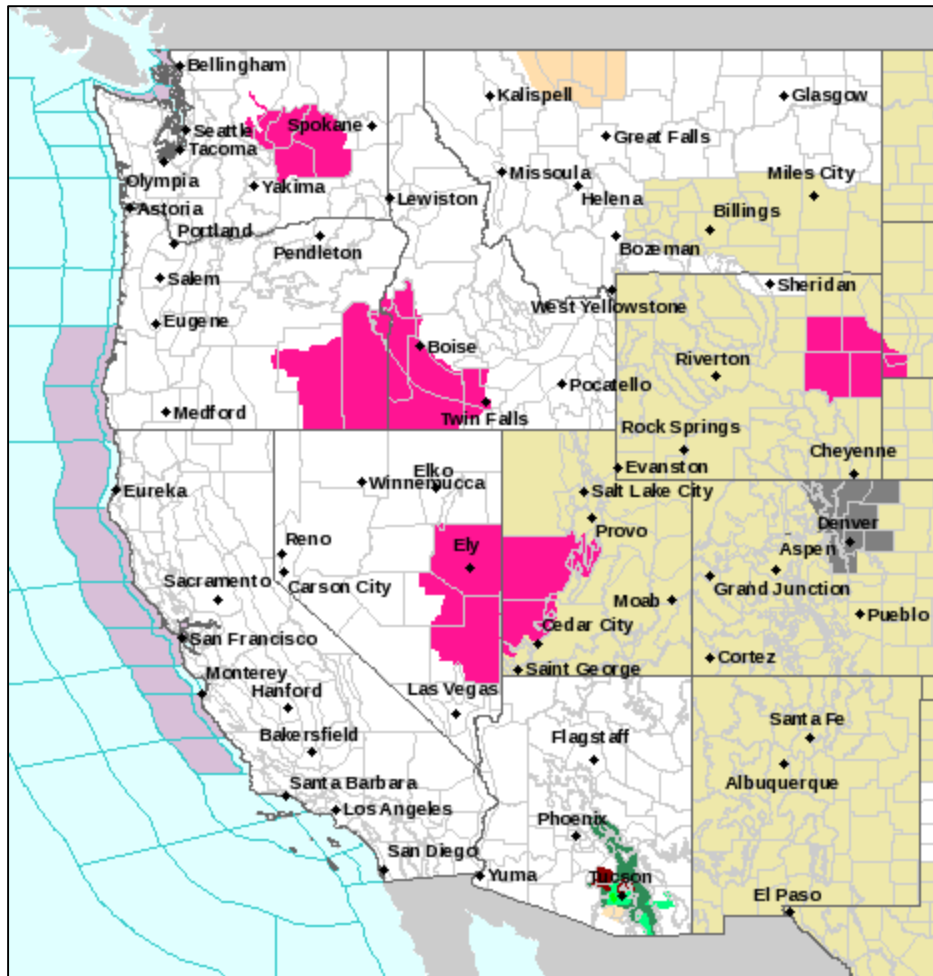 Bellingham
Kalispell
Glasgow
Seattle
Spokane
Great Falls
Tacoma
Olympia
Yakima
Missoula
Miles City
Lewiston
Helena
Astoria
Billings
Portland
Pendleton
Bozeman
Salem
Sheridan
West Yellowstone
Eugene
Boise
Riverton
Pocatello
Medford
Twin Falls
Rock Springs
Cheyenne
Elko
Evanston
Winnemucca
Eureka
Salt Lake City
Provo
Denver
Reno
Ely
Aspen
Sacramento
Carson City
Grand Junction
Moab
Pueblo
San Francisco
Cedar City
Cortez
Saint George
Monterey
Hanford
Las Vegas
Santa Fe
Bakersfield
Flagstaff
Albuquerque
Santa Barbara
Los Angeles
Phoenix
San Diego
Yuma
Tucson
El Paso